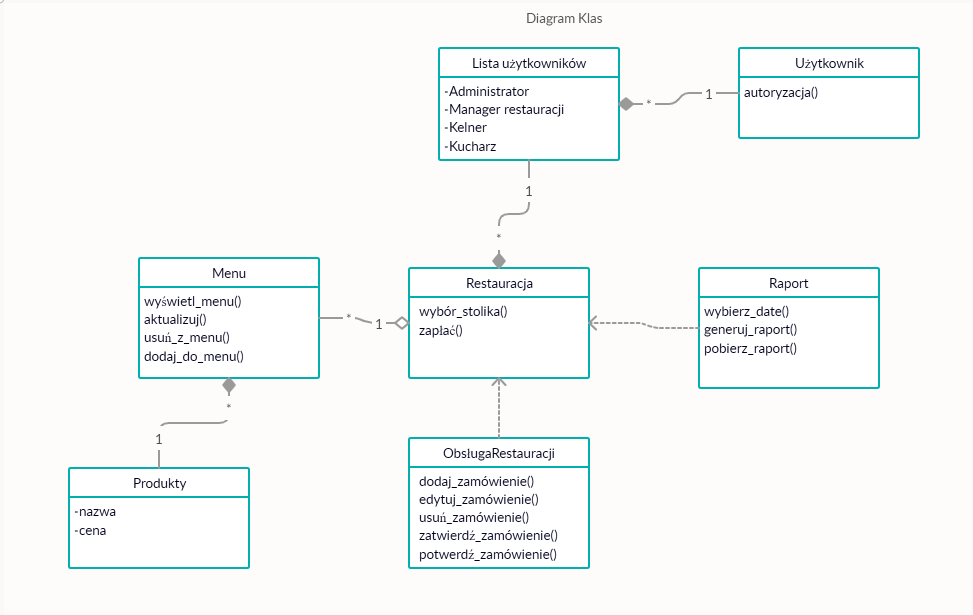 Diagram Klas
Lista użytkowników
-Administrator
-Manager restauracji
-Kelner
-Kucharz
*
1
Użytkownik
autoryzacja()
1
*
Menu
wyświetl_menu()
aktualizuj()
usuń_z_menu()
dodaj_do_menu()
*
1
Restauracja
wybór_stolika()
zapłać()
Raport
wybierz_date()
generuj_raport()
pobierz_raport()
*
1
Produkty
-nazwa
-cena
ObsługaRestauracji
dodaj_zamówienie()
edytuj_zamówienie()
usuń_zamówienie()
zatwierdź_zamówienie()
potwerdź_zamówienie()